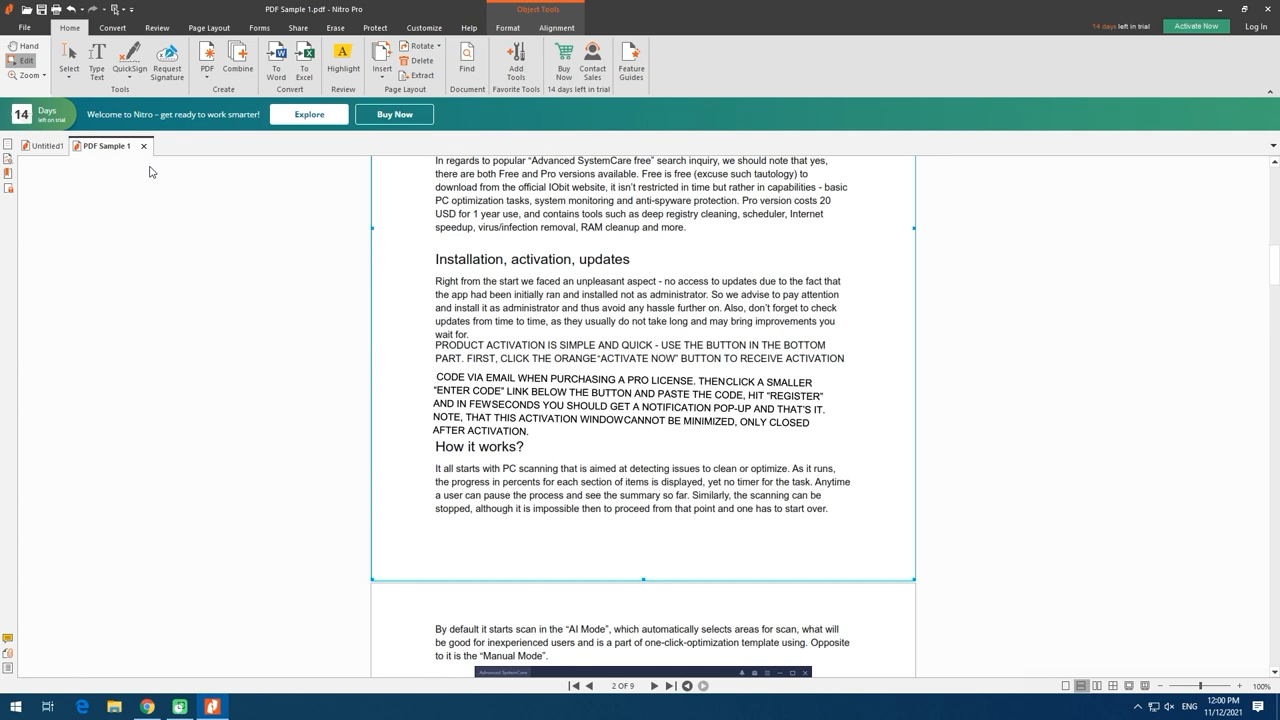 PDF Sample 1.pdf - Nitro Pro
Object Tools
File Home Convert Review Page Layout Forms Share Erase Protect Customize Help Format Alignment
14 days left in trial Activate Now Log In
Hand
Edit
Zoom
Select
Type Text
QuickSign
Request Signature
Tools
PDF
Combine
Create
To Word
To Excel
Convert
A
Highlight
Review
Insert
Rotate
Delete
Extract
Page Layout
Find
Document
Add Tools
Favorite Tools
Buy Now
Contact Sales
14 days left in trial
Feature Guides
14 Days
left on trial
Welcome to Nitro – get ready to work smarter! Explore Buy Now
Untitled1 PDF Sample 1
In regards to popular “Advanced SystemCare free” search inquiry, we should note that yes,
there are both Free and Pro versions available. Free is free (excuse such tautology) to
download from the official IObit website, it isn’t restricted in time but rather in capabilities - basic
PC optimization tasks, system monitoring and anti-spyware protection. Pro version costs 20
USD for 1 year use, and contains tools such as deep registry cleaning, scheduler, Internet
speedup, virus/infection removal, RAM cleanup and more.
Installation, activation, updates
Right from the start we faced an unpleasant aspect - no access to updates due to the fact that
the app had been initially ran and installed not as administrator. So we advise to pay attention
and install it as administrator and thus avoid any hassle further on. Also, don’t forget to check
updates from time to time, as they usually do not take long and may bring improvements you
wait for.
PRODUCT ACTIVATION IS SIMPLE AND QUICK - USE THE BUTTON IN THE BOTTOM
PART. FIRST, CLICK THE ORANGE“ACTIVATE NOW” BUTTON TO RECEIVE ACTIVATION
CODE VIA EMAIL WHEN PURCHASING A PRO LICENSE. THENCLICK A SMALLER
“ENTER CODE” LINK BELOW THE BUTTON AND PASTE THE CODE, HIT “REGISTER”
AND IN FEWSECONDS YOU SHOULD GET A NOTIFICATION POP-UP AND THAT’S IT.
NOTE, THAT THIS ACTIVATION WINDOWCANNOT BE MINIMIZED, ONLY CLOSED
AFTER ACTIVATION.
How it works?
It all starts with PC scanning that is aimed at detecting issues to clean or optimize. As it runs,
the progress in percents for each section of items is displayed, yet no timer for the task. Anytime
a user can pause the process and see the summary so far. Similarly, the scanning can be
stopped, although it is impossible then to proceed from that point and one has to start over.
By default it starts scan in the “AI Mode”, which automatically selects areas for scan, what will
be good for inexperienced users and is a part of one-click-optimization template using. Opposite
to it is the “Manual Mode”.
Advanced SystemCare
2 OF 9
100%
ENG
12:00 PM
11/12/2021